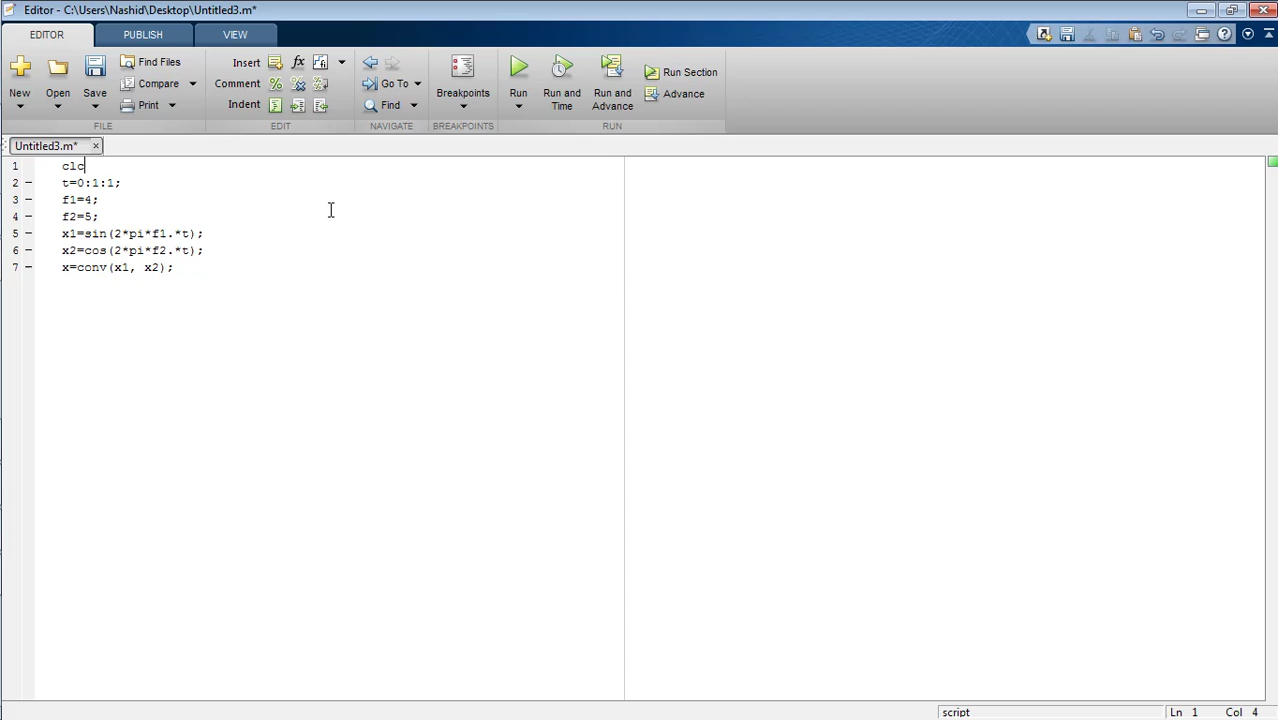 Editor - C:\Users\Nashid\Desktop\Untitled3.m*
EDITOR PUBLISH VIEW
Find Files
Compare
Print
New Open Save
FILE
Insert fx
Comment
Indent
EDIT
Go To
Find
NAVIGATE
Breakpoints
BREAKPOINTS
Run
Run and Time
Run and Advance
Run Section
Advance
RUN
Untitled3.m*
1 clc
2 t=0:1:1;
3 f1=4;
4 f2=5;
5 x1=sin(2*pi*f1.*t);
6 x2=cos(2*pi*f2.*t);
7 x=conv(x1, x2);
script Ln 1 Col 4